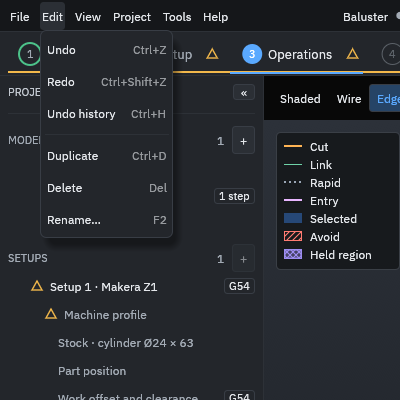 File Edit View Project Tools Help Baluster
1 tup 3 Operations 4
Undo Ctrl+Z
Redo Ctrl+Shift+Z
Undo history Ctrl+H
Duplicate Ctrl+D
Delete Del
Rename... F2
PROJE «
MODE 1 +
1 step
SETUPS 1 +
Setup 1 · Makera Z1 G54
Machine profile
Stock · cylinder Ø24 × 63
Part position
Work offset and clearance G54
Shaded Wire Edge
Cut
Link
Rapid
Entry
Selected
Avoid
Held region